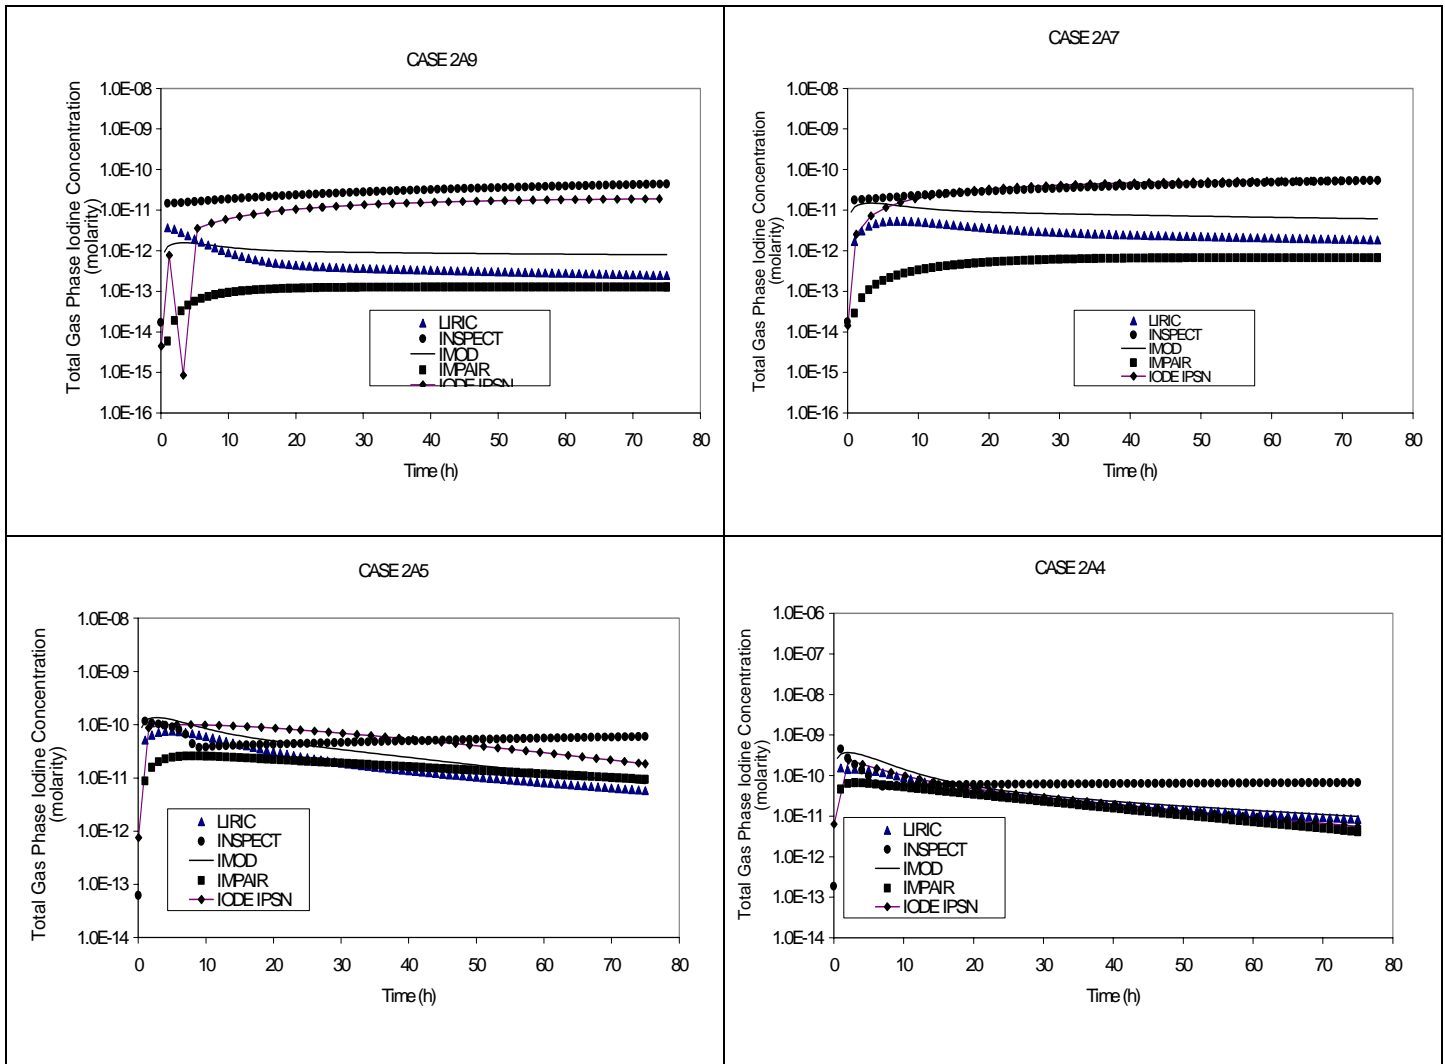 CASE 2A9
Total Gas Phase Iodine Concentration
(molarity)
1.0E-08
1.0E-09
1.0E-10
1.0E-11
1.0E-12
1.0E-13
1.0E-14
1.0E-15
1.0E-16
0 10 20 30 40 50 60 70 80
Time (h)
LIRIC
INSPECT
IMOD
IMPAIR
IODE IPSN
CASE 2A7
Total Gas Phase Iodine Concentration
(molarity)
1.0E-08
1.0E-09
1.0E-10
1.0E-11
1.0E-12
1.0E-13
1.0E-14
1.0E-15
1.0E-16
0 10 20 30 40 50 60 70 80
Time (h)
LIRIC
INSPECT
IMOD
IMPAIR
IODE IPSN
CASE 2A5
Total Gas Phase Iodine Concentration
(molarity)
1.0E-08
1.0E-09
1.0E-10
1.0E-11
1.0E-12
1.0E-13
1.0E-14
0 10 20 30 40 50 60 70 80
Time (h)
LIRIC
INSPECT
IMOD
IMPAIR
IODE IPSN
CASE 2A4
Total Gas Phase Iodine Concentration
(molarity)
1.0E-06
1.0E-07
1.0E-08
1.0E-09
1.0E-10
1.0E-11
1.0E-12
1.0E-13
1.0E-14
0 10 20 30 40 50 60 70 80
Time (h)
LIRIC
INSPECT
IMOD
IMPAIR
IODE IPSN